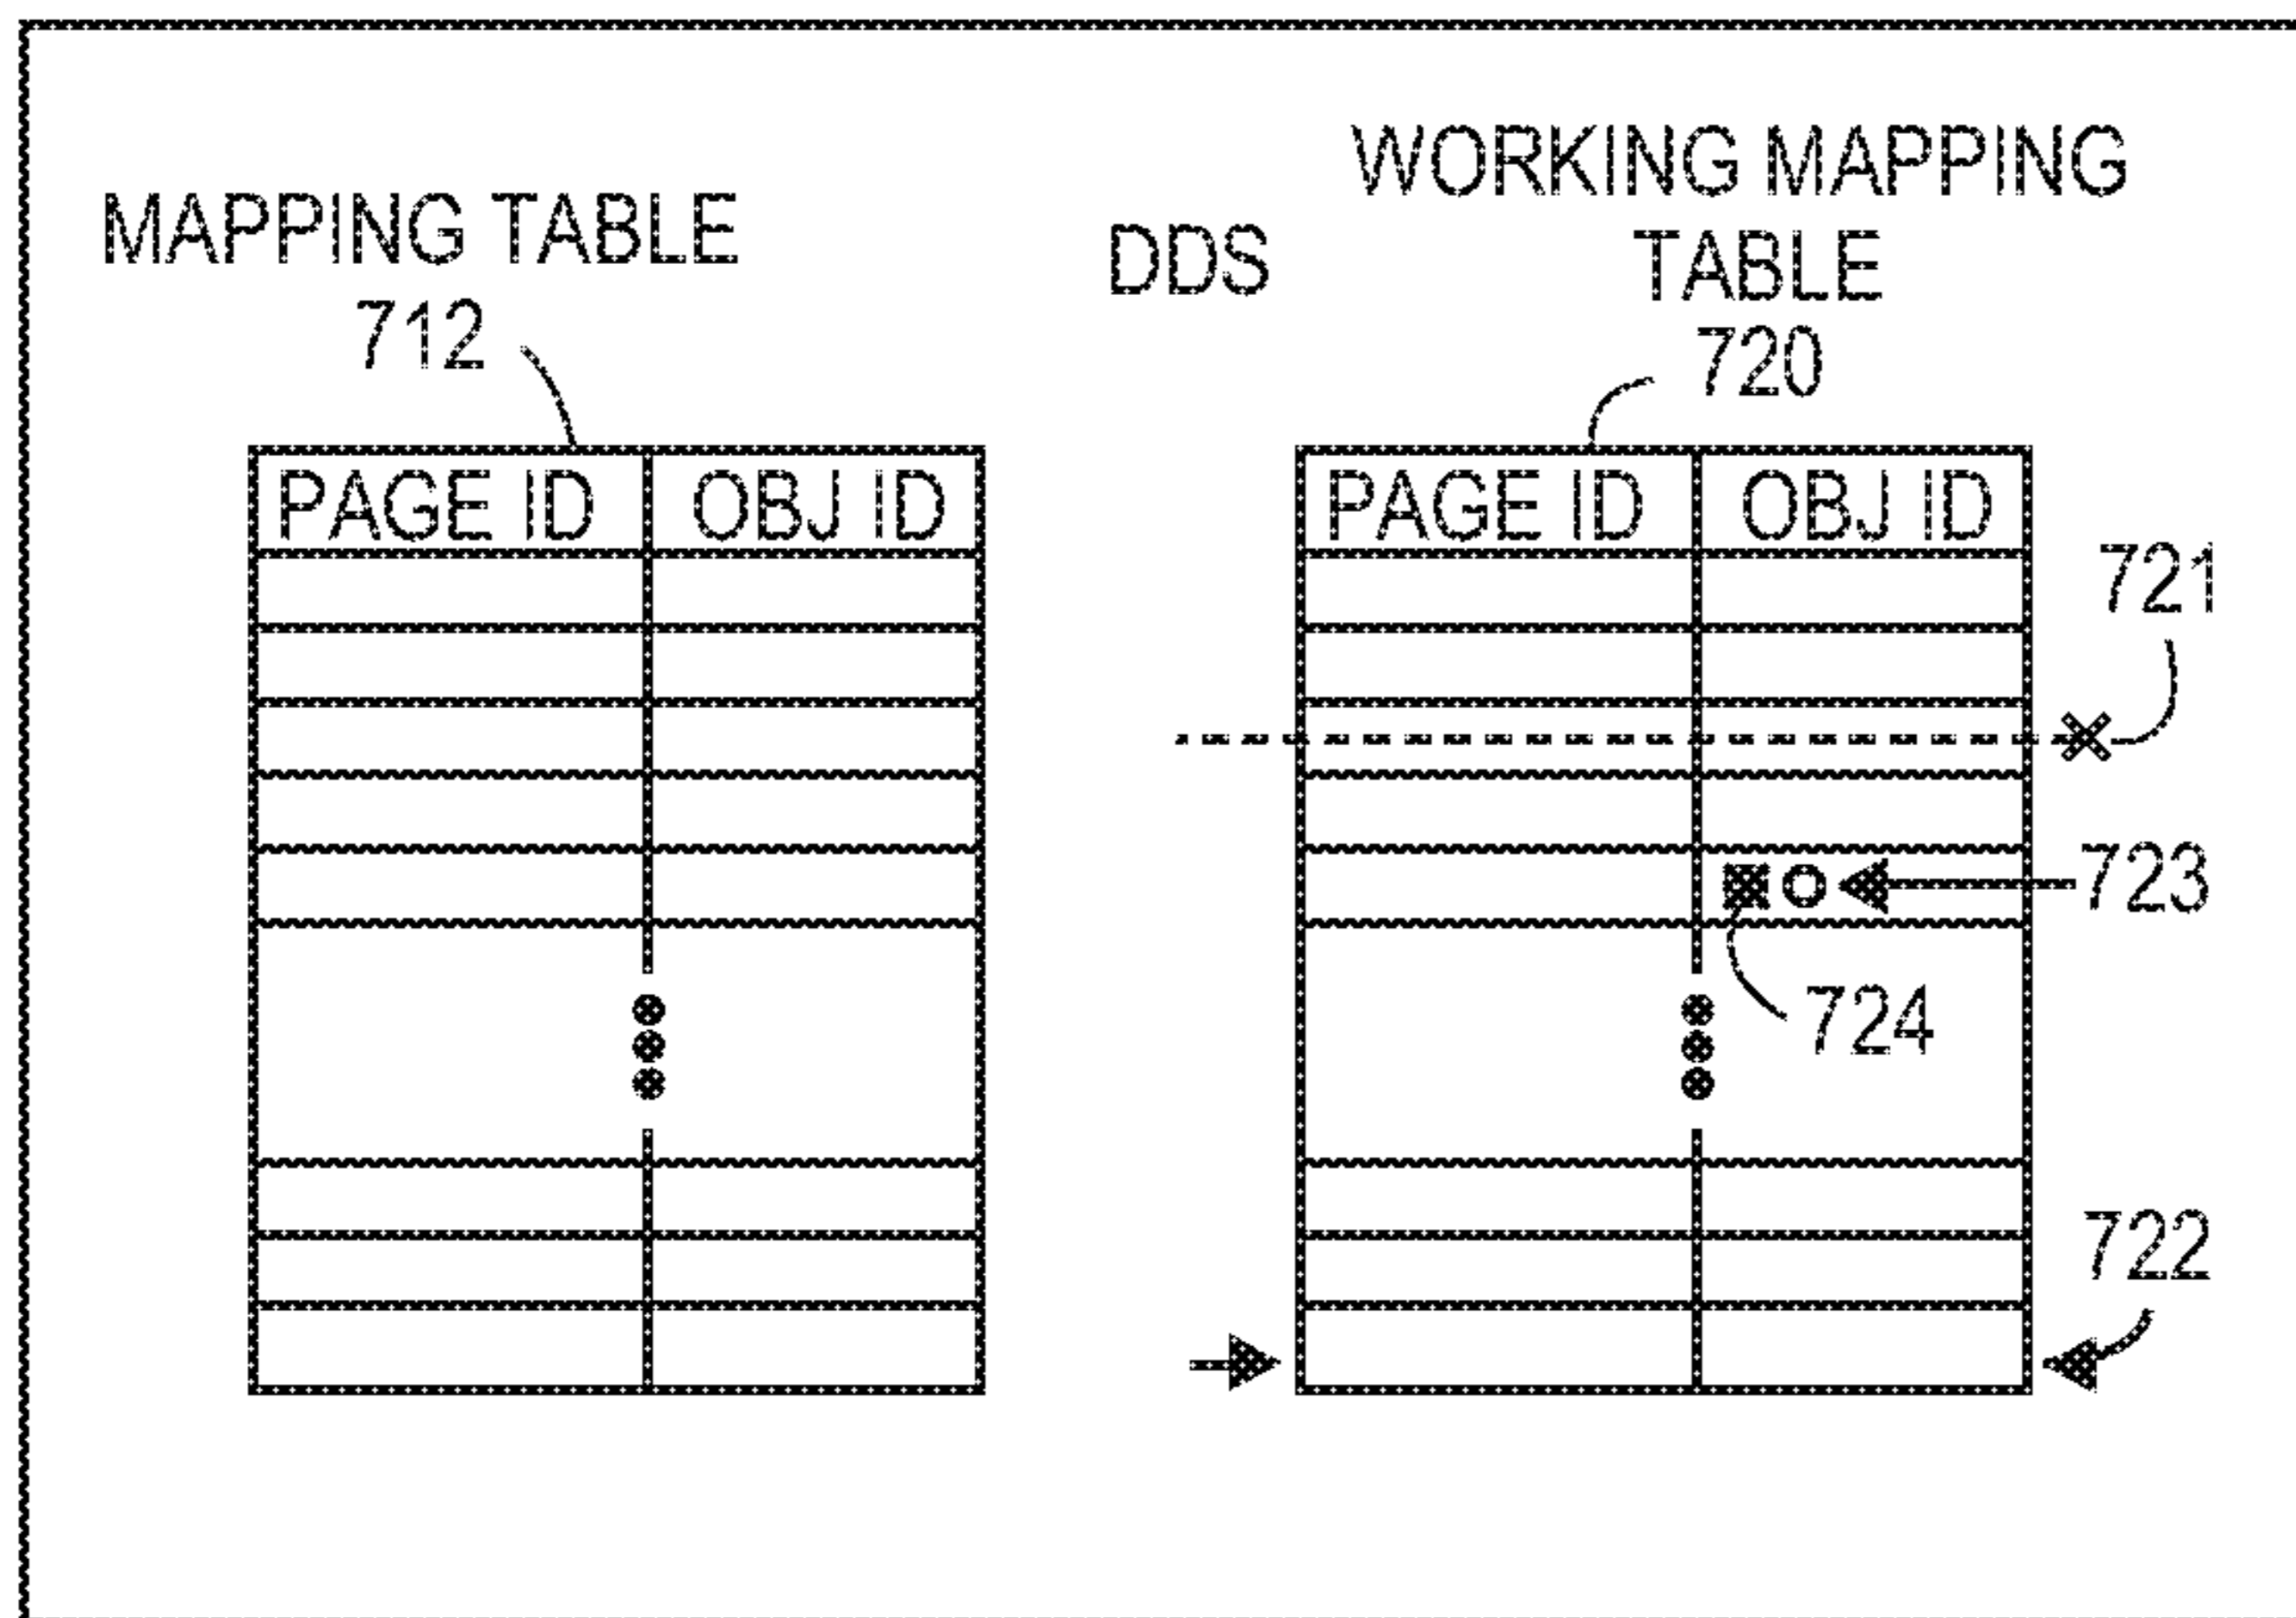 MAPPING TABLE
712
DDS
WORKING MAPPING
TABLE
720
PAGE ID OBJ ID
PAGE ID OBJ ID
721
723
724
722